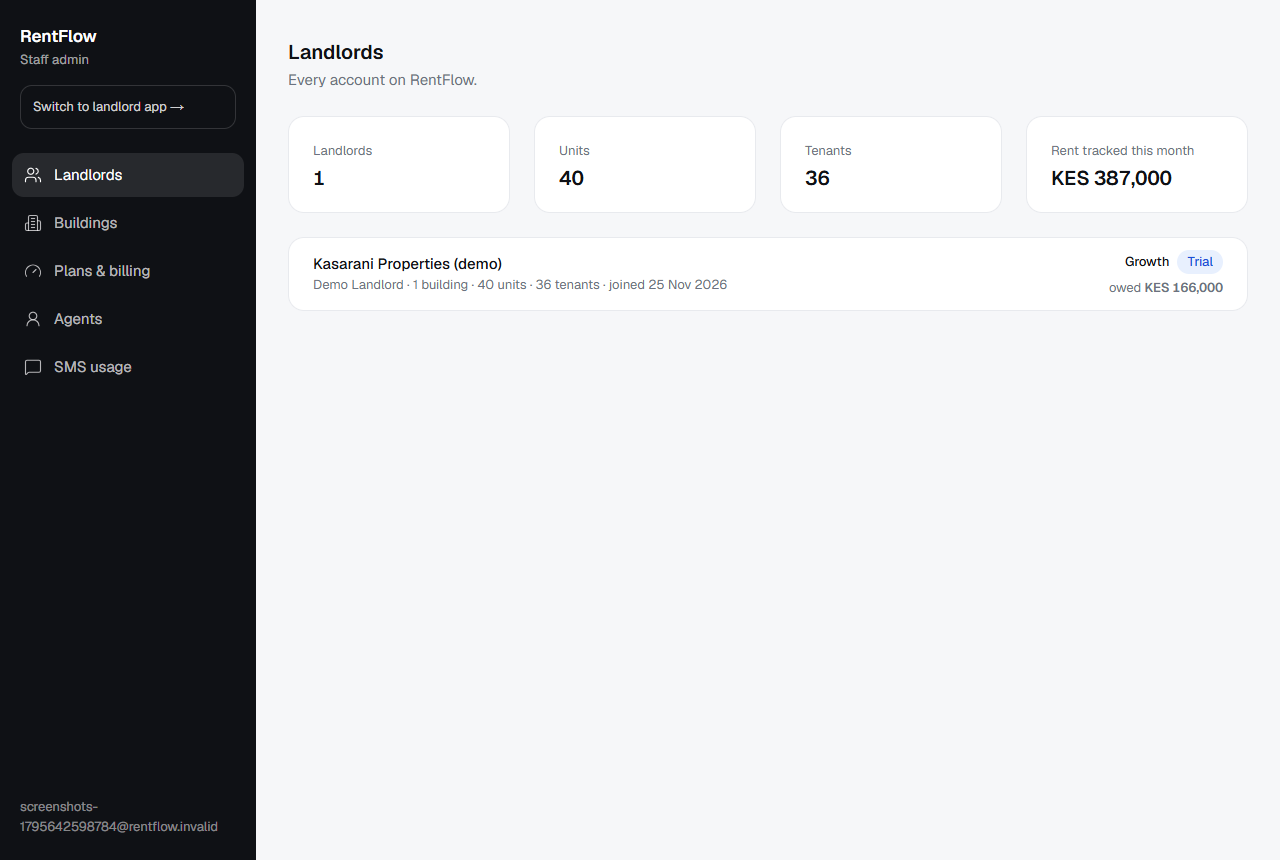 RentFlow
Staff admin
Switch to landlord app →
Landlords
Buildings
Plans & billing
Agents
SMS usage
screenshots-
1795642598784@rentflow.invalid
Landlords
Every account on RentFlow.
Landlords
1
Units
40
Tenants
36
Rent tracked this month
KES 387,000
Kasarani Properties (demo)
Demo Landlord · 1 building · 40 units · 36 tenants · joined 25 Nov 2026
Growth Trial
owed KES 166,000